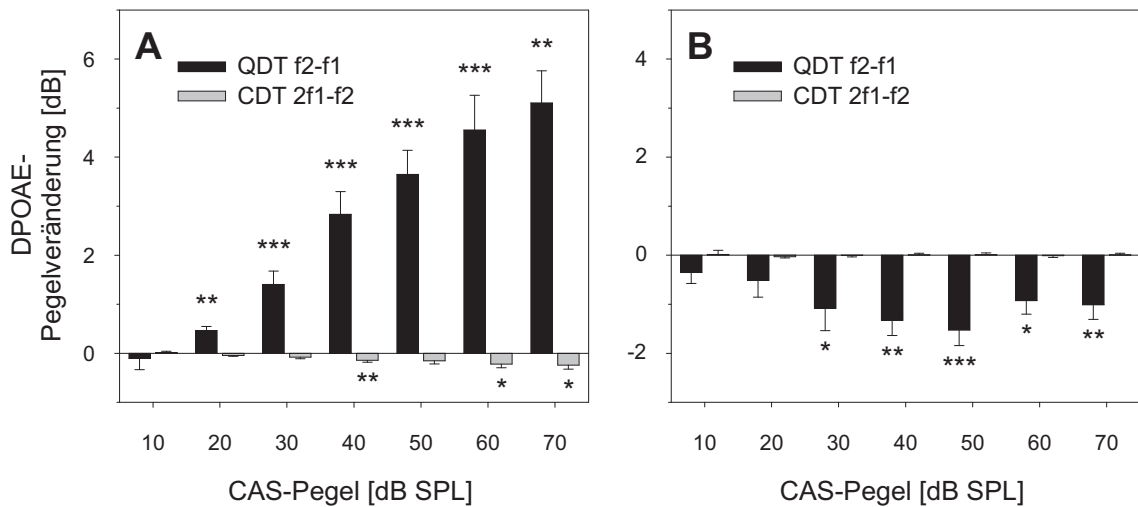 A
QDT f2-f1
CDT 2f1-f2
B
QDT f2-f1
CDT 2f1-f2
DPOAE-
Pegelveränderung [dB]
6
4
2
0
**
***
***
***
***
**
**
*
*
10 20 30 40 50 60 70
CAS-Pegel [dB SPL]
4
2
0
-2
*
**
***
*
**
10 20 30 40 50 60 70
CAS-Pegel [dB SPL]